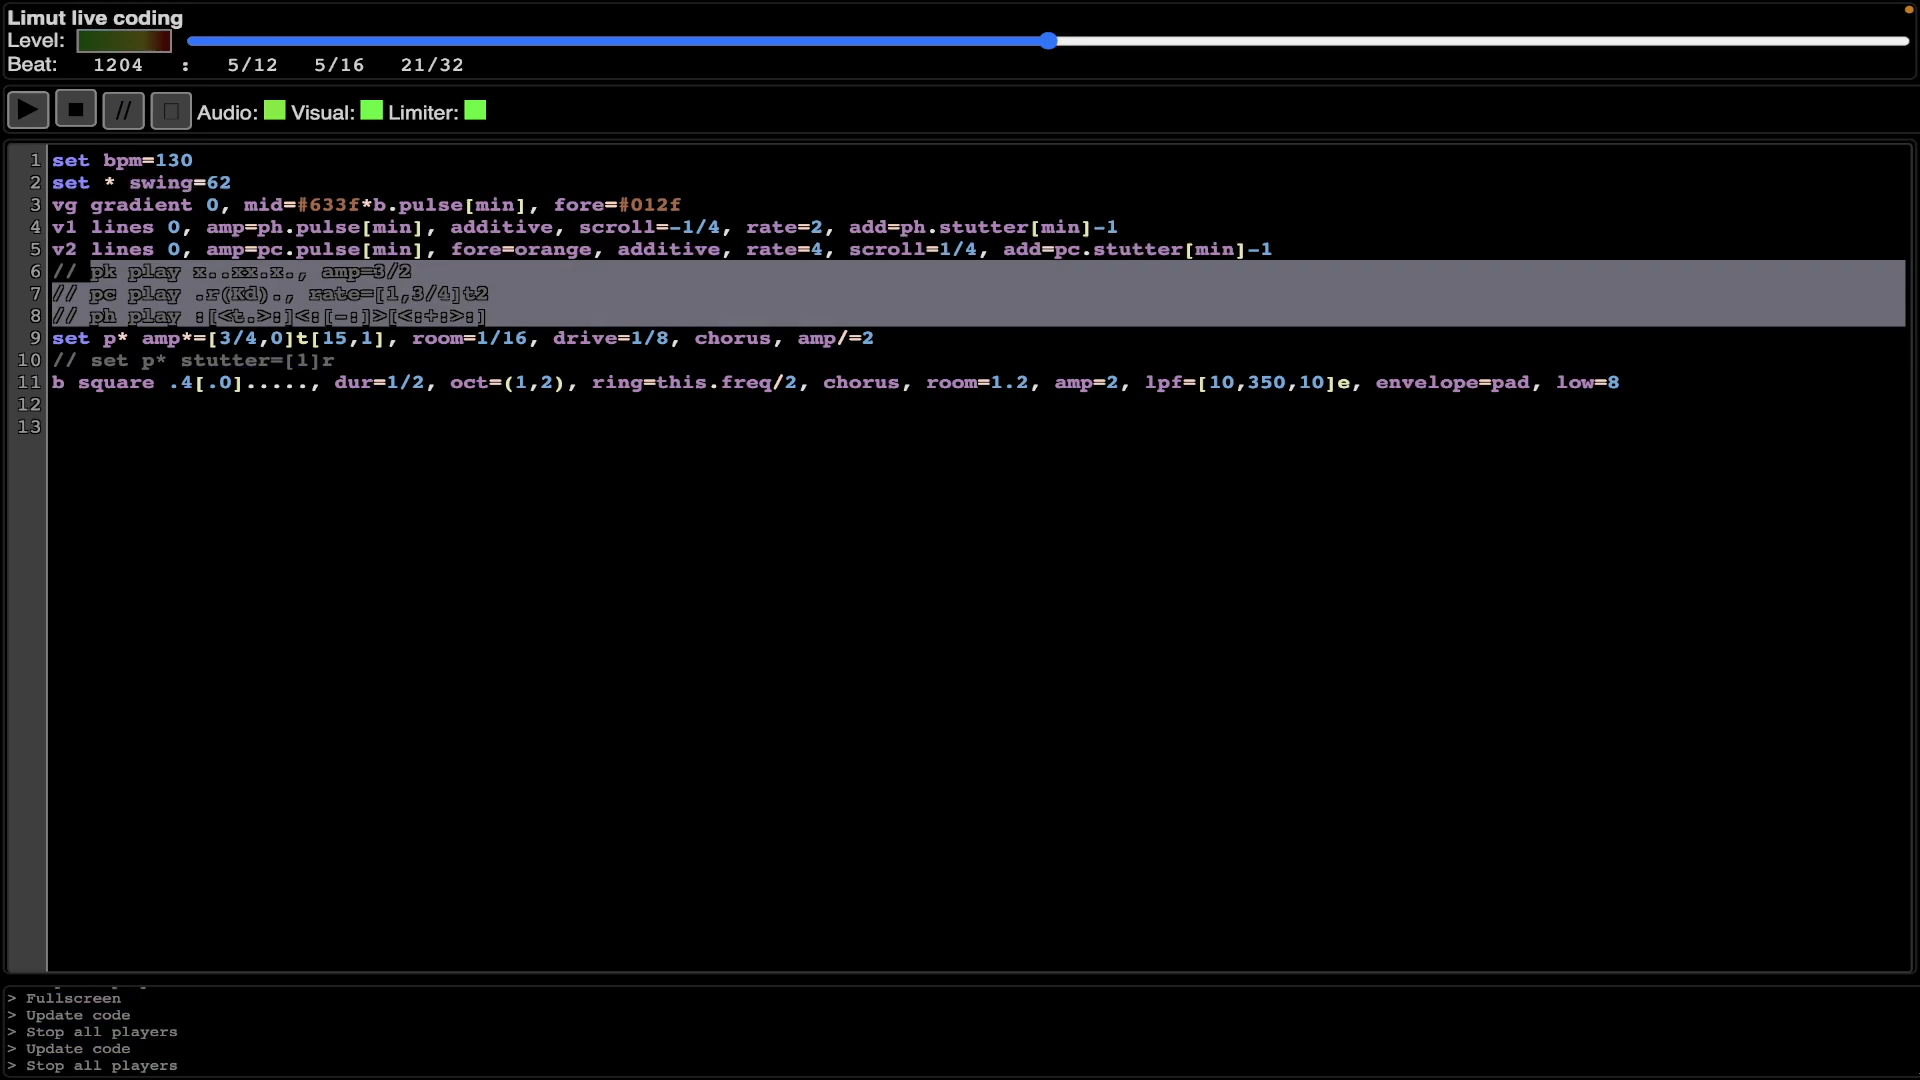 Limut live coding
Level:
Beat: 1204 : 5/12 5/16 21/32
// Audio: Visual: Limiter:
1 set bpm=130
2 set * swing=62
3 vg gradient 0, mid=#633f*b.pulse[min], fore=#012f
4 v1 lines 0, amp=ph.pulse[min], additive, scroll=-1/4, rate=2, add=ph.stutter[min]-1
5 v2 lines 0, amp=pc.pulse[min], fore=orange, additive, rate=4, scroll=1/4, add=pc.stutter[min]-1
6 // pk play x..xx.x., amp=3/2
7 // pc play .r(Kd)., rate=[1,3/4]t2
8 // ph play :[<t.>:]<:[-:]>[<:+:>:]
9 set p* amp*=[3/4,0]t[15,1], room=1/16, drive=1/8, chorus, amp/=2
10 // set p* stutter=[1]r
11 b square .4[.0]....., dur=1/2, oct=(1,2), ring=this.freq/2, chorus, room=1.2, amp=2, lpf=[10,350,10]e, envelope=pad, low=8
12
13
> Fullscreen
> Update code
> Stop all players
> Update code
> Stop all players